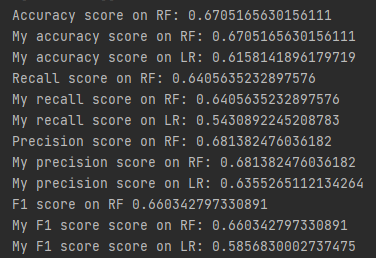 Accuracy score on RF: 0.6705165630156111
My accuracy score on RF: 0.6705165630156111
My accuracy score on LR: 0.6158141896179719
Recall score on RF: 0.6405635232897576
My recall score on RF: 0.6405635232897576
My recall score on LR: 0.5430892245208783
Precision score on RF: 0.681382476036182
My precision score on RF: 0.681382476036182
My precision score on LR: 0.6355265112134264
F1 score on RF 0.660342797330891
My F1 score score on RF: 0.660342797330891
My F1 score on LR: 0.5856830002737475